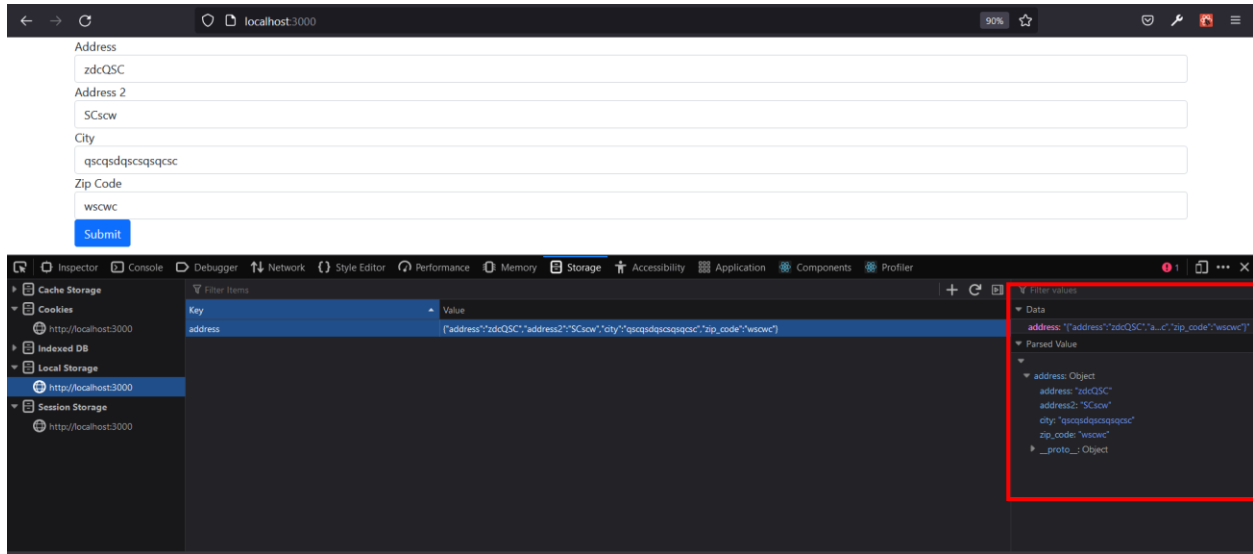 localhost:3000 90%
Address
zdcQSC
Address 2
SCscw
City
qscqsdqscsqsqcsc
Zip Code
wscwc
Submit
Inspector Console Debugger Network {} Style Editor Performance Memory Storage Accessibility Application Components Profiler 1
Cache Storage
Cookies
http://localhost:3000
Indexed DB
Local Storage
http://localhost:3000
Session Storage
http://localhost:3000
Filter Items
Key Value
address {"address":"zdcQSC","address2":"SCscw","city":"qscqsdqscsqsqcsc","zip_code":"wscwc"}
Filter values
Data
address: "{"address":"zdcQSC","a...c","zip_code":"wscwc"}"
Parsed Value
address: Object
address: "zdcQSC"
address2: "SCscw"
city: "qscqsdqscsqsqcsc"
zip_code: "wscwc"
__proto__: Object